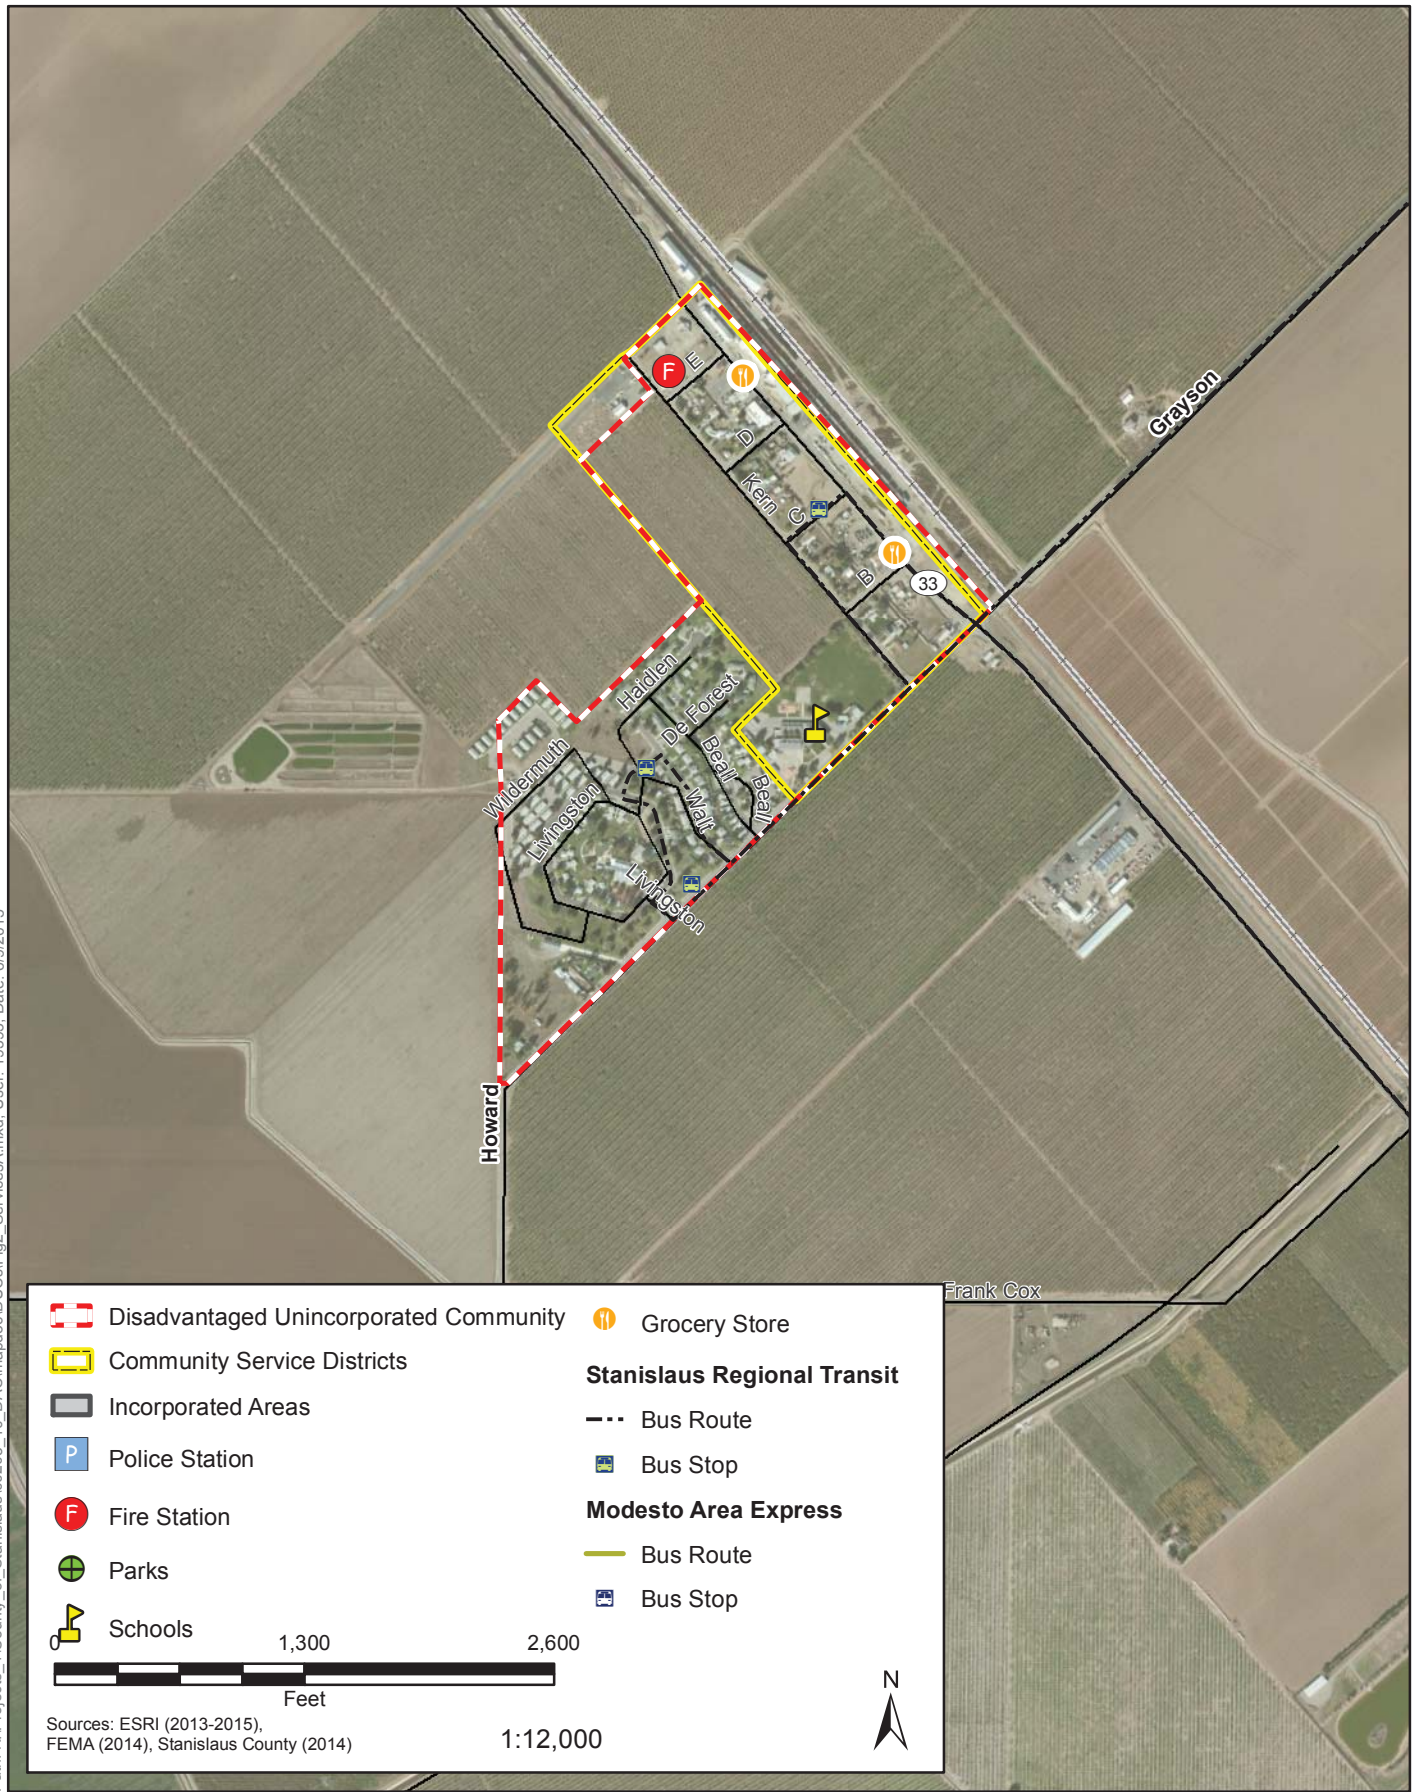 Grayson
E
D
Kern
C
B
33
Haidlen
De Forest
Beall
Beall
Walt
Wildermuth
Livingston
Livingston
Howard
Frank Cox
F
Disadvantaged Unincorporated Community
Community Service Districts
Incorporated Areas
P Police Station
F Fire Station
Parks
Schools
Grocery Store
Stanislaus Regional Transit
Bus Route
Bus Stop
Modesto Area Express
Bus Route
Bus Stop
0 1,300 2,600
Feet
Sources: ESRI (2013-2015),
FEMA (2014), Stanislaus County (2014)
1:12,000
N